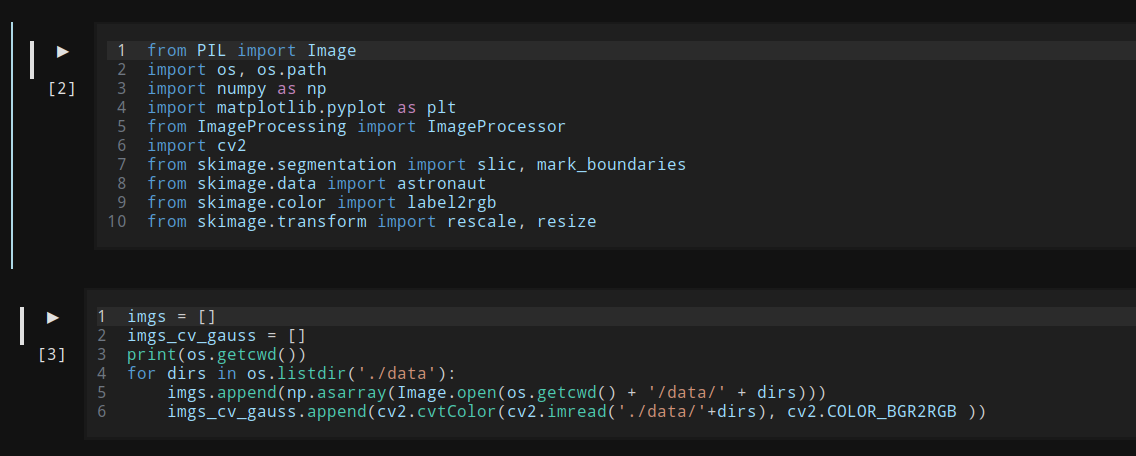 1 from PIL import Image
2 import os, os.path
[2]
3 import numpy as np
4 import matplotlib.pyplot as plt
5 from ImageProcessing import ImageProcessor
6 import cv2
7 from skimage.segmentation import slic, mark_boundaries
8 from skimage.data import astronaut
9 from skimage.color import label2rgb
10 from skimage.transform import rescale, resize
1 imgs = []
2 imgs_cv_gauss = []
[3]
3 print(os.getcwd())
4 for dirs in os.listdir('./data'):
5     imgs.append(np.asarray(Image.open(os.getcwd() + '/data/' + dirs)))
6     imgs_cv_gauss.append(cv2.cvtColor(cv2.imread('./data/'+dirs), cv2.COLOR_BGR2RGB ))